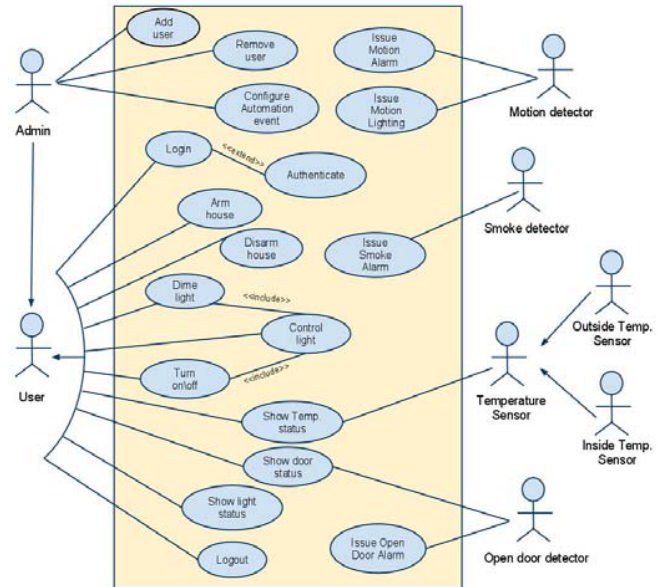 Add
user
Remove
user
Issue
Motion
Alarm
Admin
Configure
Automation
event
Issue
Motion
Lighting
Motion detector
Login
<<extend>>
Authenticate
Arm
house
Disarm
house
Issue
Smoke
Alarm
Smoke detector
Dime
light
<<include>>
Control
light
Outside Temp.
Sensor
User
Turn
on\off
<<include>>
Temperature
Sensor
Show Temp.
status
Inside Temp.
Sensor
Show door
status
Show light
status
Issue Open
Door Alarm
Open door detector
Logout